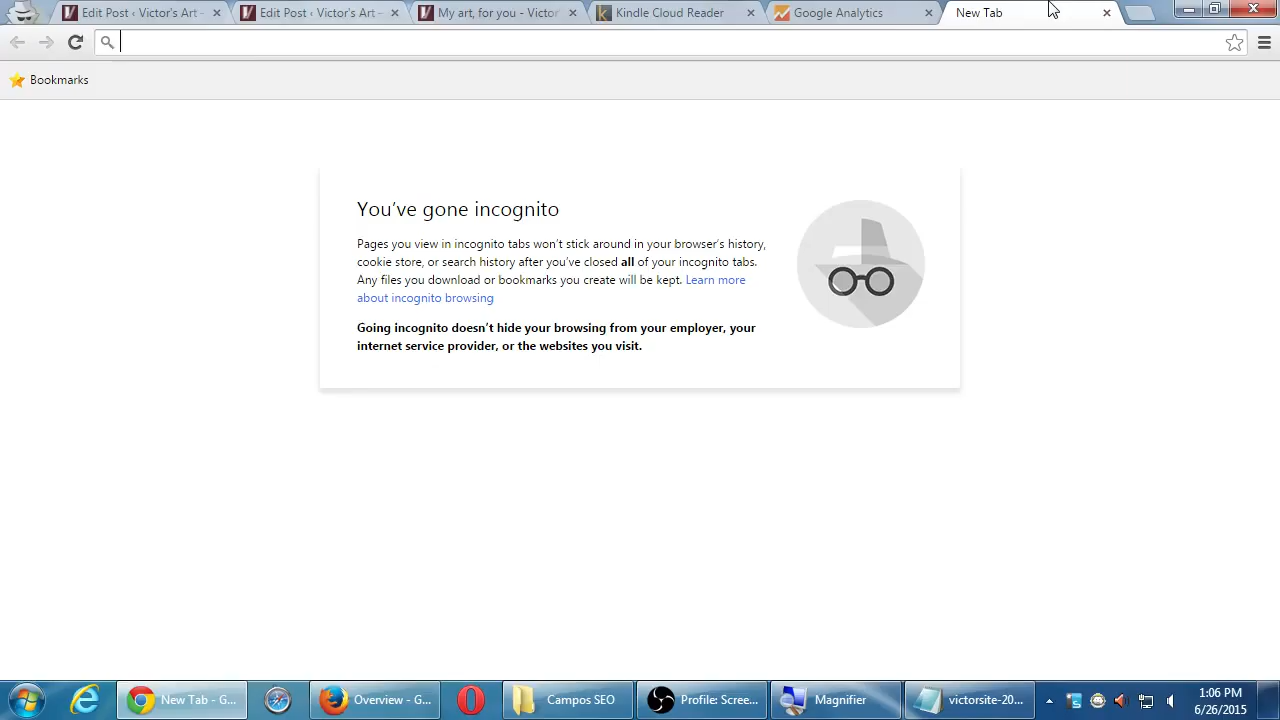 Edit Post ‹ Victor's Art -
Edit Post ‹ Victor's Art -
My art, for you - Victor
Kindle Cloud Reader
Google Analytics
New Tab
Bookmarks
You've gone incognito
Pages you view in incognito tabs won't stick around in your browser's history,
cookie store, or search history after you've closed all of your incognito tabs.
Any files you download or bookmarks you create will be kept. Learn more
about incognito browsing
Going incognito doesn't hide your browsing from your employer, your
internet service provider, or the websites you visit.
New Tab - G...
Overview - G...
Campos SEO
Profile: Scree...
Magnifier
victorsite-20...
1:06 PM
6/26/2015